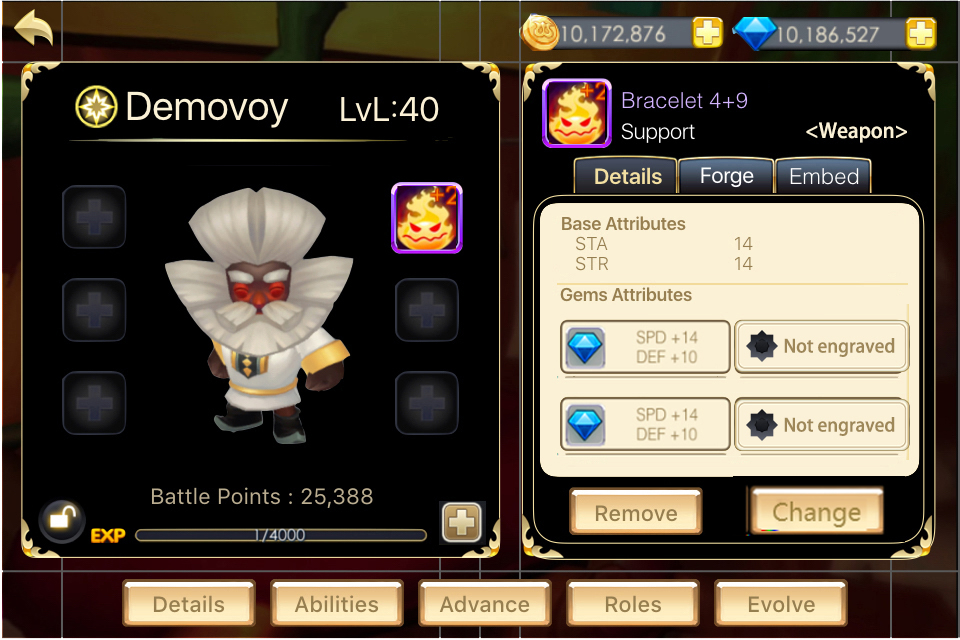 10,172,876
10,186,527
Demovoy LvL:40
+2
Battle Points : 25,388
EXP 1/4000
+2
Bracelet 4+9
Support <Weapon>
Details Forge Embed
Base Attributes
STA 14
STR 14
Gems Attributes
SPD +14
DEF +10
Not engraved
SPD +14
DEF +10
Not engraved
Remove Change
Details Abilities Advance Roles Evolve